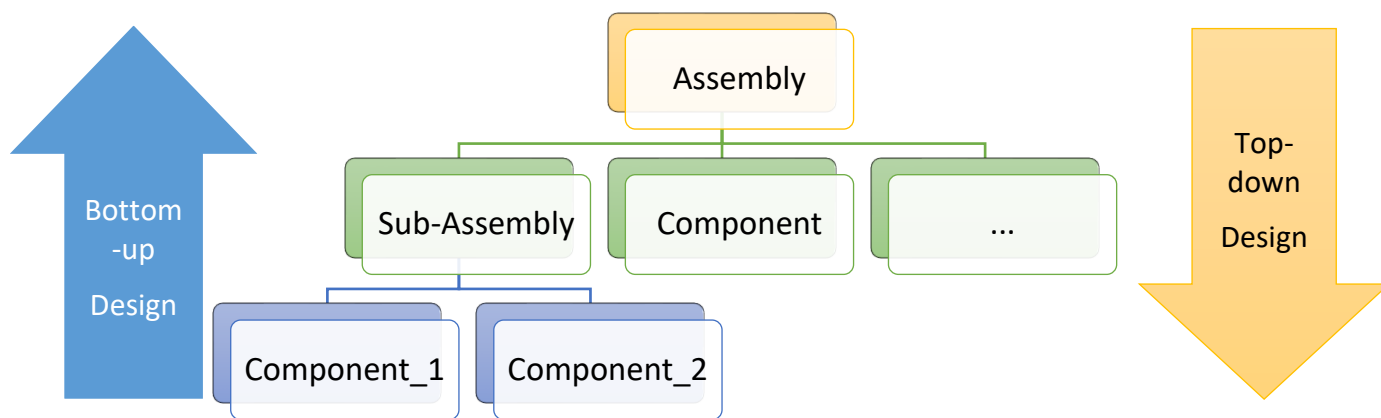 Assembly
Bottom
-up
Design
Sub-Assembly
Component
...
Top-
down
Design
Component_1
Component_2